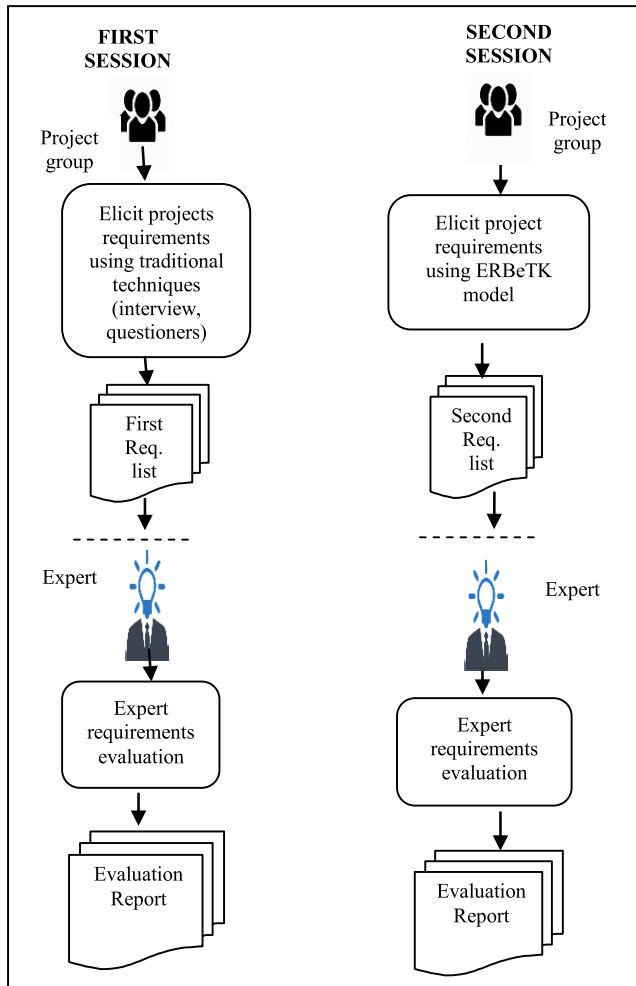 FIRST
SESSION
Project
group
Elicit projects
requirements
using traditional
techniques
(interview,
questioners)
First
Req.
list
Expert
Expert
requirements
evaluation
Evaluation
Report
SECOND
SESSION
Project
group
Elicit project
requirements
using ERBeTK
model
Second
Req.
list
Expert
Expert
requirements
evaluation
Evaluation
Report